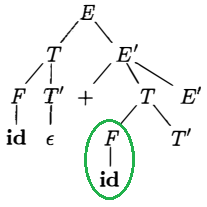 E
T E′
F T′ + T E′
id ϵ F T′
id